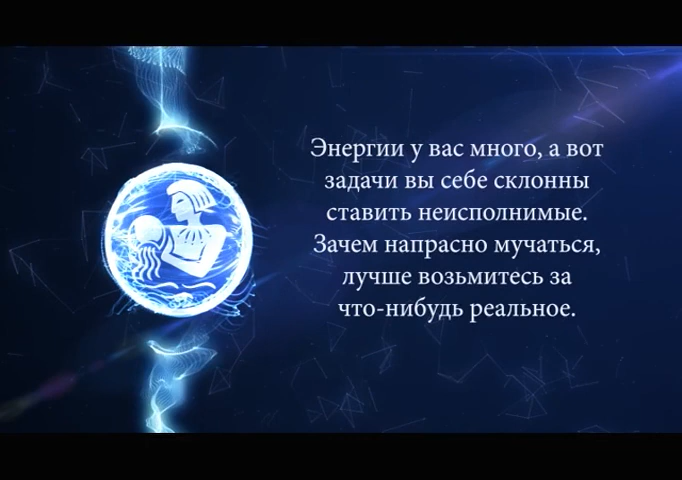 Энергии у вас много, а вот
задачи вы себе склонны
ставить неисполнимые.
Зачем напрасно мучаться,
лучше возьмитесь за
что-нибудь реальное.